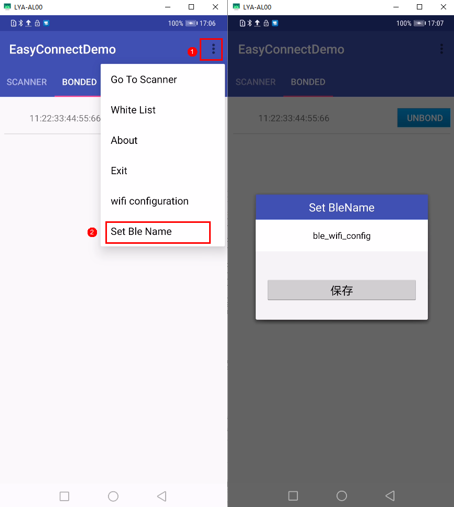 LYA-AL00
100% 17:06
EasyConnectDemo
1
SCANNER BONDED
11:22:33:44:55:66
Go To Scanner
White List
About
Exit
wifi configuration
2
Set Ble Name
LYA-AL00
100% 17:07
EasyConnectDemo
SCANNER BONDED
11:22:33:44:55:66 UNBOND
Set BleName
ble_wifi_config
保存